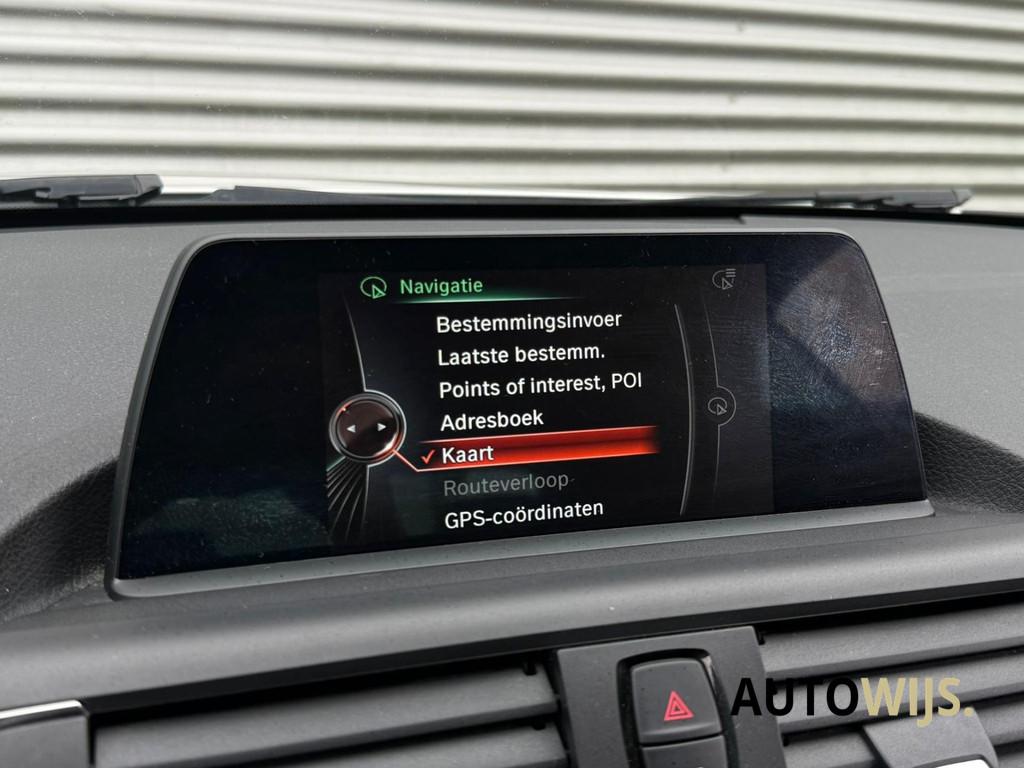 Navigatie
Bestemmingsinvoer
Laatste bestemm.
Points of interest, POI
Adresboek
Kaart
Routeverloop
GPS-coördinaten
AUTOWIJS.